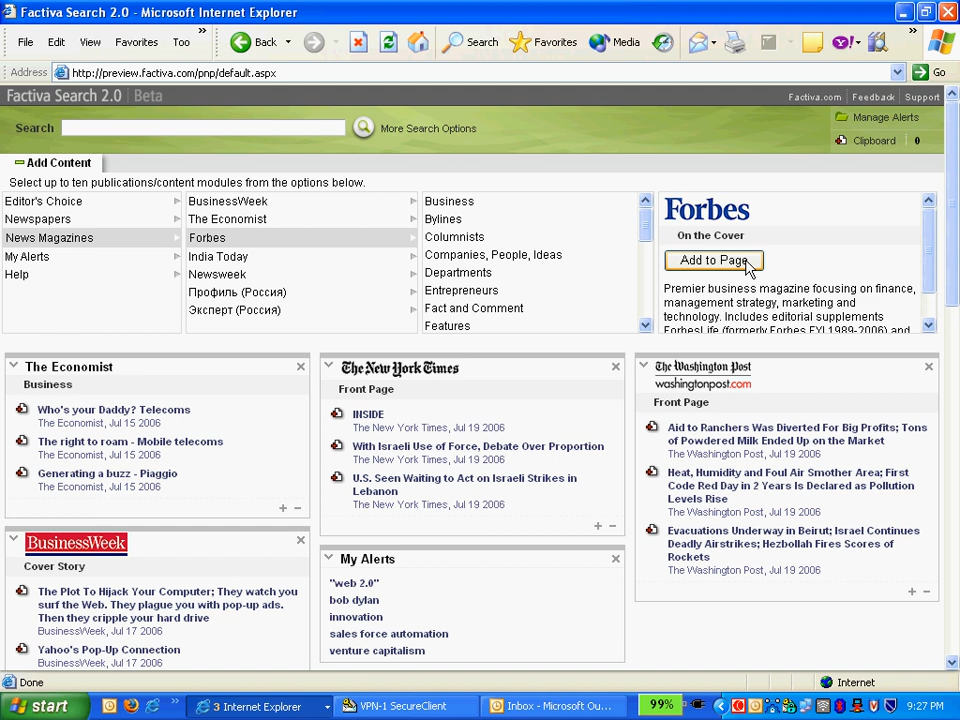 Factiva Search 2.0 - Microsoft Internet Explorer
File Edit View Favorites Too » Back Search Favorites Media »
Address http://preview.factiva.com/pnp/default.aspx Go
Factiva Search 2.0 | Beta Factiva.com | Feedback | Support
Search More Search Options
Manage Alerts
Clipboard 0
Add Content
Select up to ten publications/content modules from the options below.
Editor's Choice
Newspapers
News Magazines
My Alerts
Help
BusinessWeek
The Economist
Forbes
India Today
Newsweek
Профиль (Россия)
Эксперт (Россия)
Business
Bylines
Columnists
Companies, People, Ideas
Departments
Entrepreneurs
Fact and Comment
Features
Forbes
On the Cover
Add to Page
Premier business magazine focusing on finance,
management strategy, marketing and
technology. Includes editorial supplements
ForbesLife (formerly Forbes FYI 1989-2006) and
The Economist
Business
Who's your Daddy? Telecoms
The Economist, Jul 15 2006
The right to roam - Mobile telecoms
The Economist, Jul 15 2006
Generating a buzz - Piaggio
The Economist, Jul 15 2006
BusinessWeek
Cover Story
The Plot To Hijack Your Computer; They watch you
surf the Web. They plague you with pop-up ads.
Then they cripple your hard drive
BusinessWeek, Jul 17 2006
Yahoo's Pop-Up Connection
BusinessWeek, Jul 17 2006
The New York Times
Front Page
INSIDE
The New York Times, Jul 19 2006
With Israeli Use of Force, Debate Over Proportion
The New York Times, Jul 19 2006
U.S. Seen Waiting to Act on Israeli Strikes in
Lebanon
The New York Times, Jul 19 2006
My Alerts
"web 2.0"
bob dylan
innovation
sales force automation
venture capitalism
The Washington Post
washingtonpost.com
Front Page
Aid to Ranchers Was Diverted For Big Profits; Tons
of Powdered Milk Ended Up on the Market
The Washington Post, Jul 19 2006
Heat, Humidity and Foul Air Smother Area; First
Code Red Day in 2 Years Is Declared as Pollution
Levels Rise
The Washington Post, Jul 19 2006
Evacuations Underway in Beirut; Israel Continues
Deadly Airstrikes; Hezbollah Fires Scores of
Rockets
The Washington Post, Jul 19 2006
Done Internet
start » 3 Internet Explorer VPN-1 SecureClient Inbox - Microsoft Ou... 99% 9:27 PM